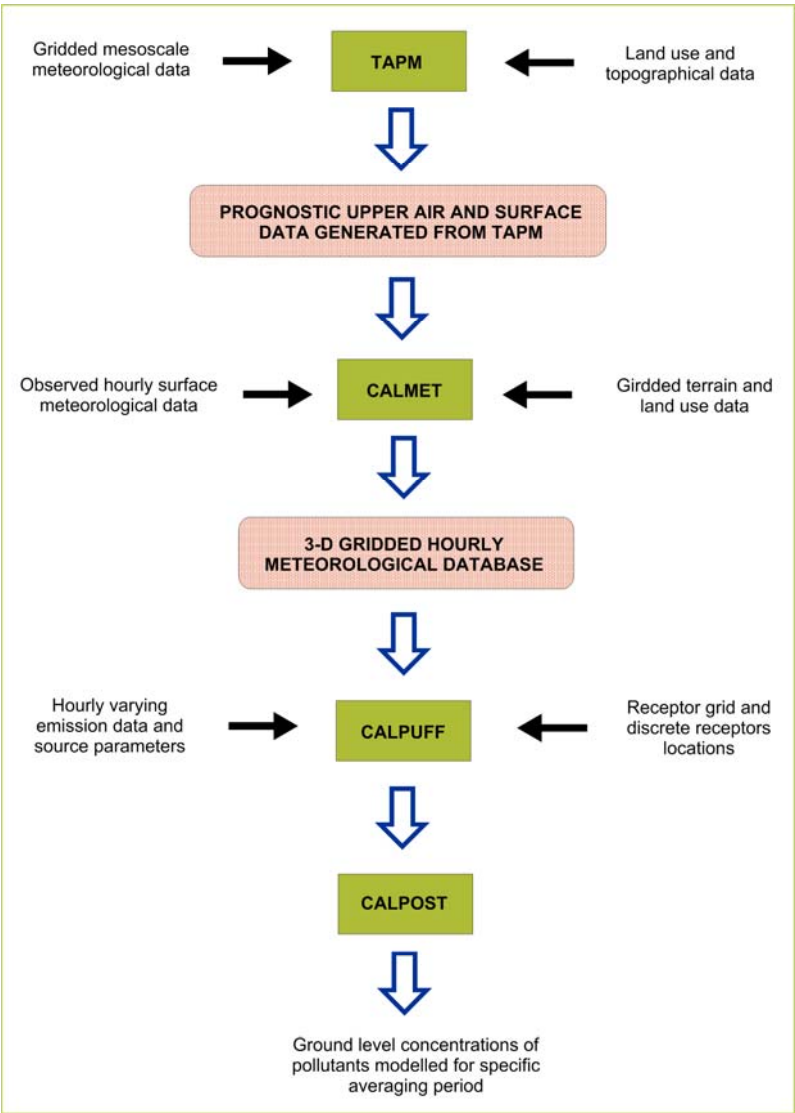 Gridded mesoscale
meteorological data
TAPM
Land use and
topographical data
PROGNOSTIC UPPER AIR AND SURFACE
DATA GENERATED FROM TAPM
Observed hourly surface
meteorological data
CALMET
Girdded terrain and
land use data
3-D GRIDDED HOURLY
METEOROLOGICAL DATABASE
Hourly varying
emission data and
source parameters
CALPUFF
Receptor grid and
discrete receptors
locations
CALPOST
Ground level concentrations of
pollutants modelled for specific
averaging period